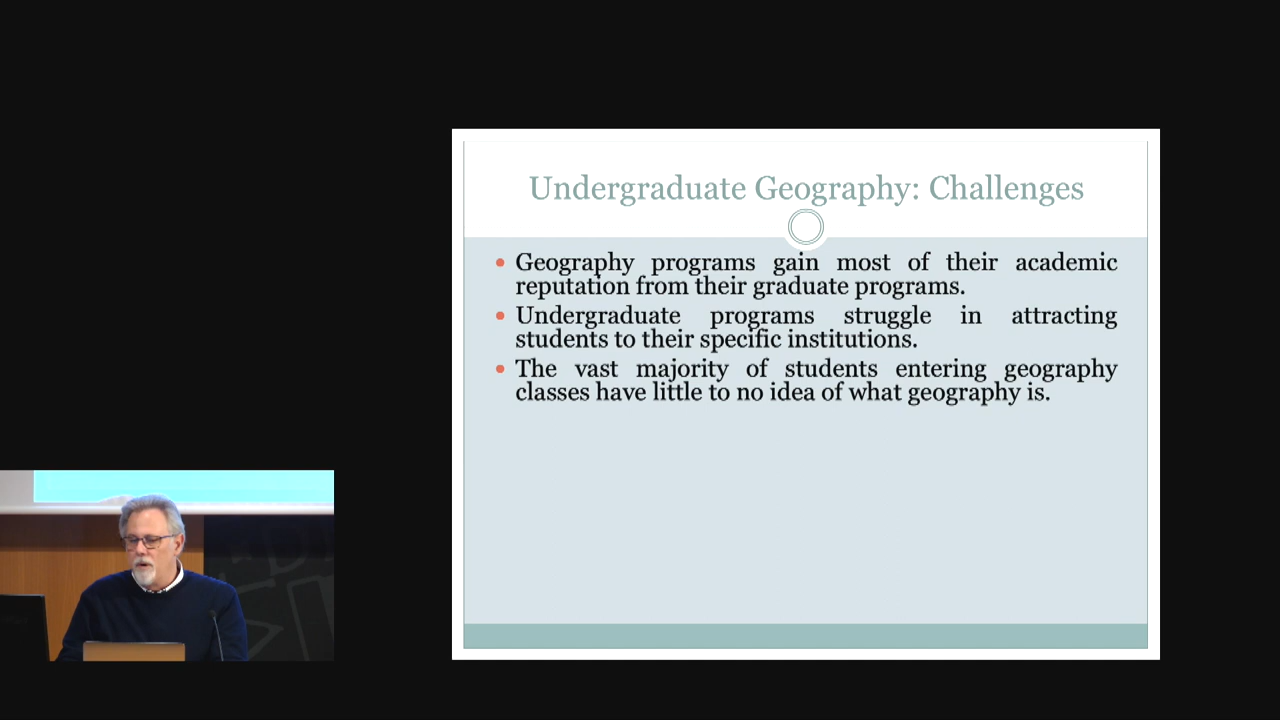 Undergraduate Geography: Challenges
• Geography programs gain most of their academic
reputation from their graduate programs.
• Undergraduate programs struggle in attracting
students to their specific institutions.
• The vast majority of students entering geography
classes have little to no idea of what geography is.